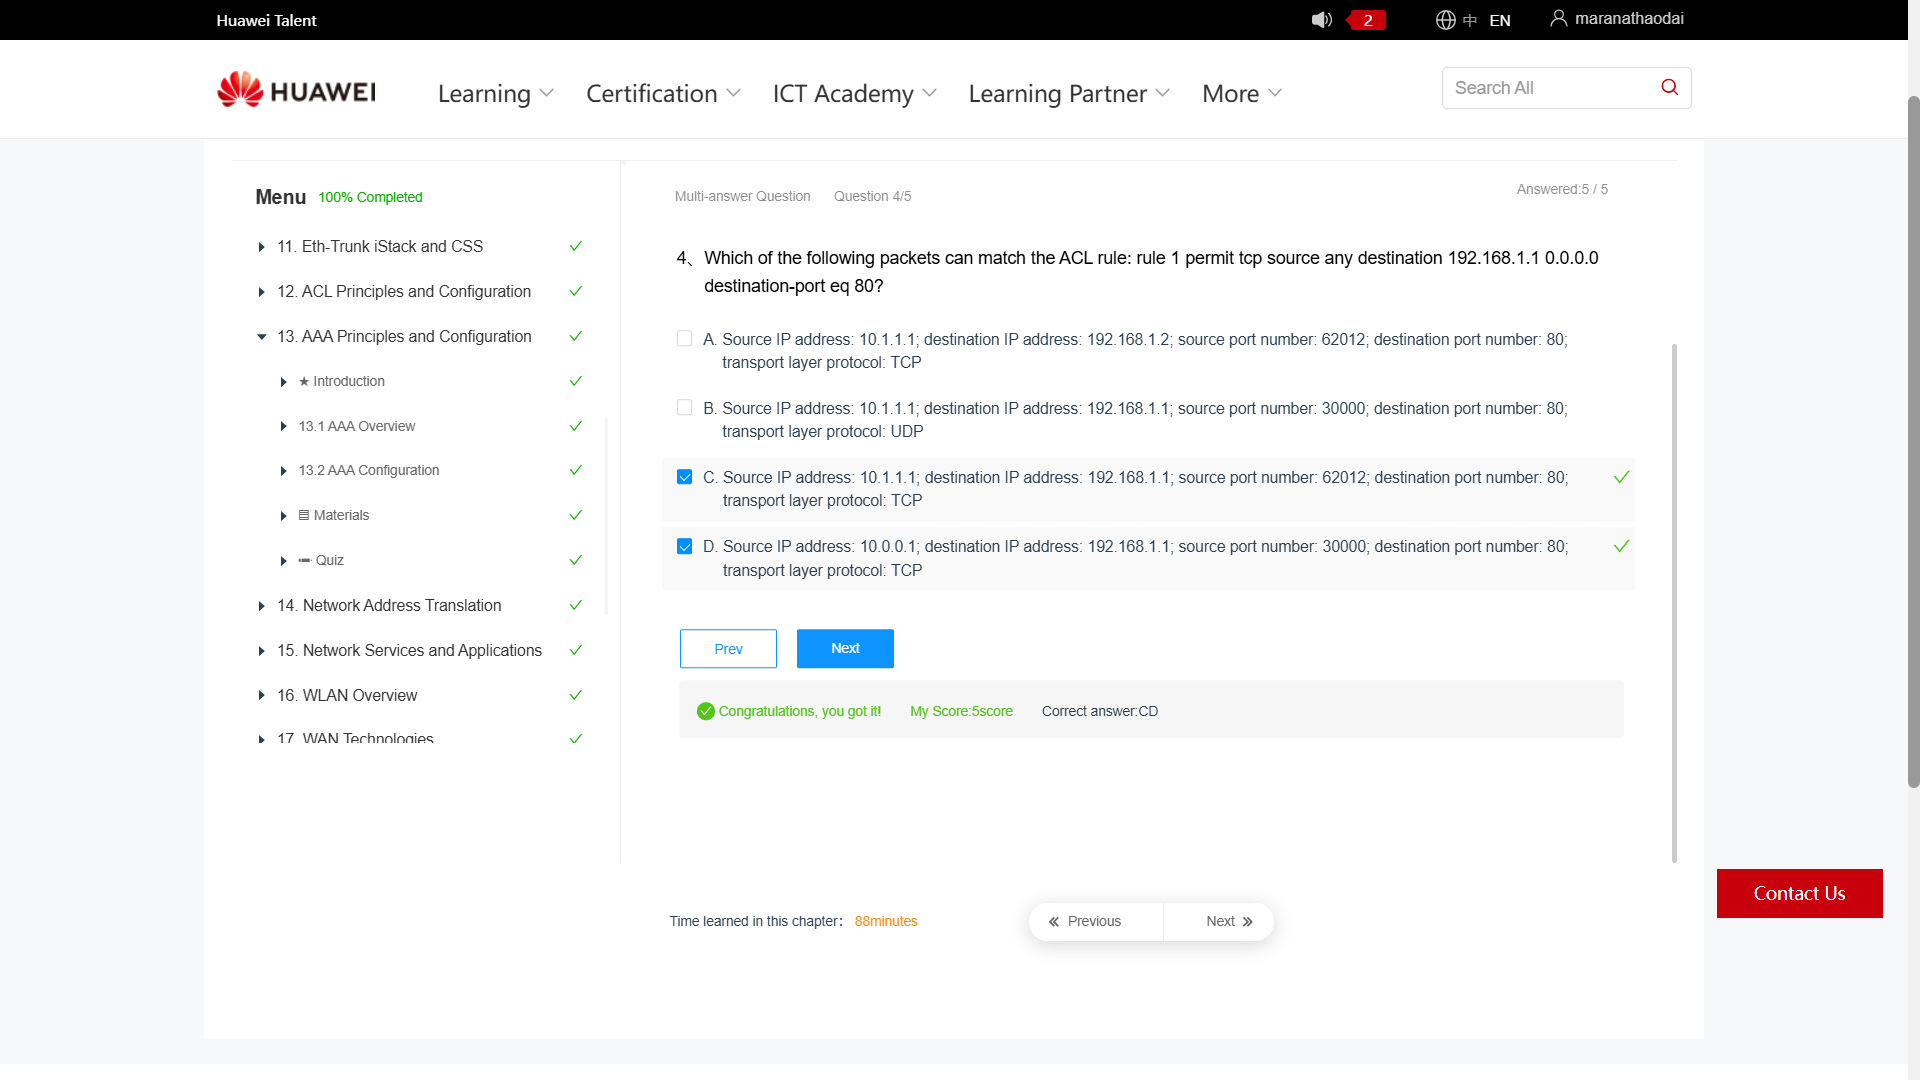 Huawei Talent
2
中 EN
maranathaodai
HUAWEI
Learning
Certification
ICT Academy
Learning Partner
More
Search All
Menu 100% Completed
11. Eth-Trunk iStack and CSS
12. ACL Principles and Configuration
13. AAA Principles and Configuration
★ Introduction
13.1 AAA Overview
13.2 AAA Configuration
Materials
Quiz
14. Network Address Translation
15. Network Services and Applications
16. WLAN Overview
17. WAN Technologies
Multi-answer Question Question 4/5
Answered:5 / 5
4、Which of the following packets can match the ACL rule: rule 1 permit tcp source any destination 192.168.1.1 0.0.0.0
destination-port eq 80?
A. Source IP address: 10.1.1.1; destination IP address: 192.168.1.2; source port number: 62012; destination port number: 80;
transport layer protocol: TCP
B. Source IP address: 10.1.1.1; destination IP address: 192.168.1.1; source port number: 30000; destination port number: 80;
transport layer protocol: UDP
C. Source IP address: 10.1.1.1; destination IP address: 192.168.1.1; source port number: 62012; destination port number: 80;
transport layer protocol: TCP
D. Source IP address: 10.0.0.1; destination IP address: 192.168.1.1; source port number: 30000; destination port number: 80;
transport layer protocol: TCP
Prev
Next
Congratulations, you got it! My Score:5score Correct answer:CD
Time learned in this chapter： 88minutes
« Previous
Next »
Contact Us